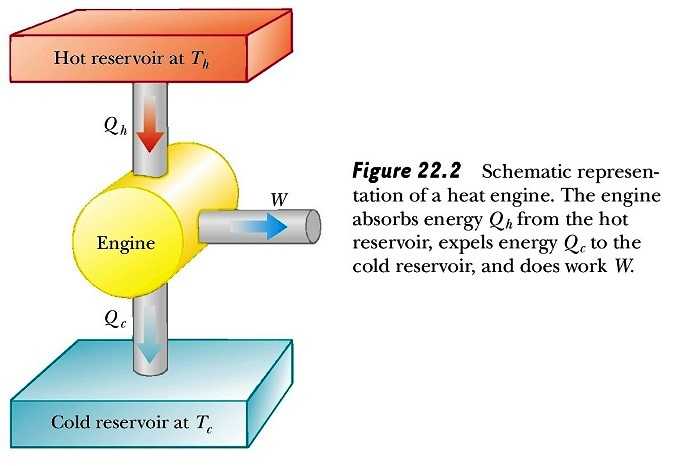 Hot reservoir at Th
Qh
W
Engine
Qc
Cold reservoir at Tc
Figure 22.2 Schematic represen-
tation of a heat engine. The engine
absorbs energy Qh from the hot
reservoir, expels energy Qc to the
cold reservoir, and does work W.